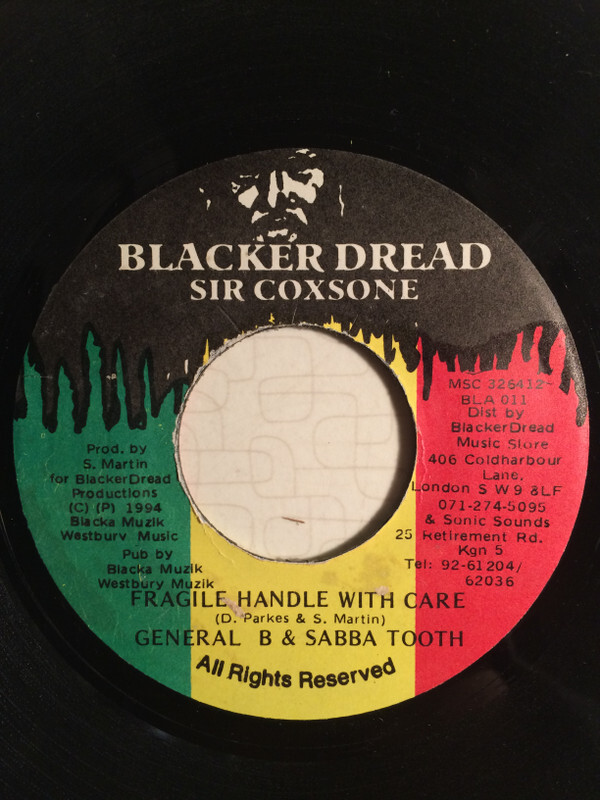 BLACKER DREAD
SIR COXSONE
Prod. by
S. Martin
for BlackerDread
Productions
(C) (P) 1994
Blacka Muzik
Westbury Music
Pub by
Blacka Muzik
Westbury Muzik
MSC 326412-
BLA 011
Dist by
BlackerDread
Music Store
406 Coldharbour
Lane,
London S W 9 8LF
071-274-5095
& Sonic Sounds
25 Retirement Rd.
Kgn 5
Tel: 92-61204/
62036
FRAGILE HANDLE WITH CARE
(D. Parkes & S. Martin)
GENERAL B & SABBA TOOTH
All Rights Reserved